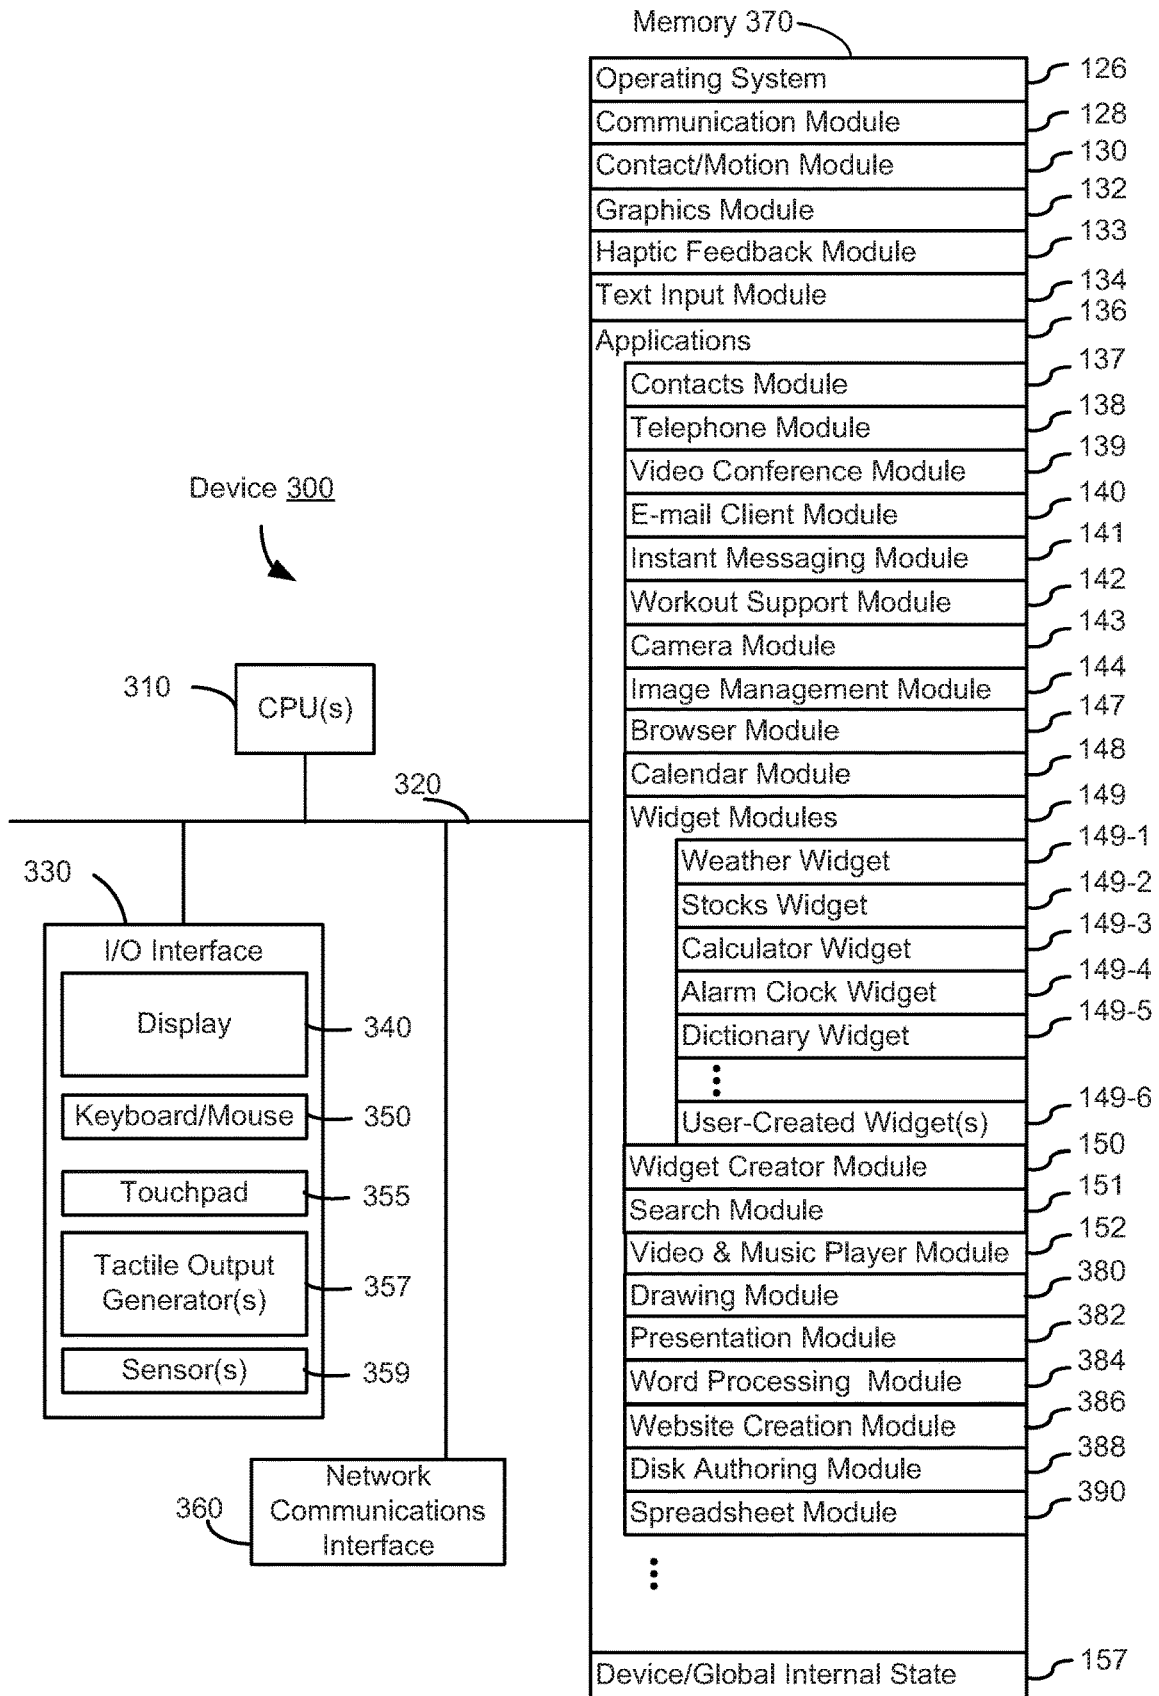 Memory 370
Operating System 126
Communication Module 128
Contact/Motion Module 130
Graphics Module 132
Haptic Feedback Module 133
Text Input Module 134
Applications 136
Contacts Module 137
Telephone Module 138
Video Conference Module 139
E-mail Client Module 140
Instant Messaging Module 141
Workout Support Module 142
Camera Module 143
Image Management Module 144
Browser Module 147
Calendar Module 148
Widget Modules 149
Weather Widget 149-1
Stocks Widget 149-2
Calculator Widget 149-3
Alarm Clock Widget 149-4
Dictionary Widget 149-5
User-Created Widget(s) 149-6
Widget Creator Module 150
Search Module 151
Video & Music Player Module 152
Drawing Module 380
Presentation Module 382
Word Processing Module 384
Website Creation Module 386
Disk Authoring Module 388
Spreadsheet Module 390
Device/Global Internal State 157
Device 300
310
CPU(s)
320
330
I/O Interface
Display 340
Keyboard/Mouse 350
Touchpad 355
Tactile Output
Generator(s) 357
Sensor(s) 359
360
Network
Communications
Interface